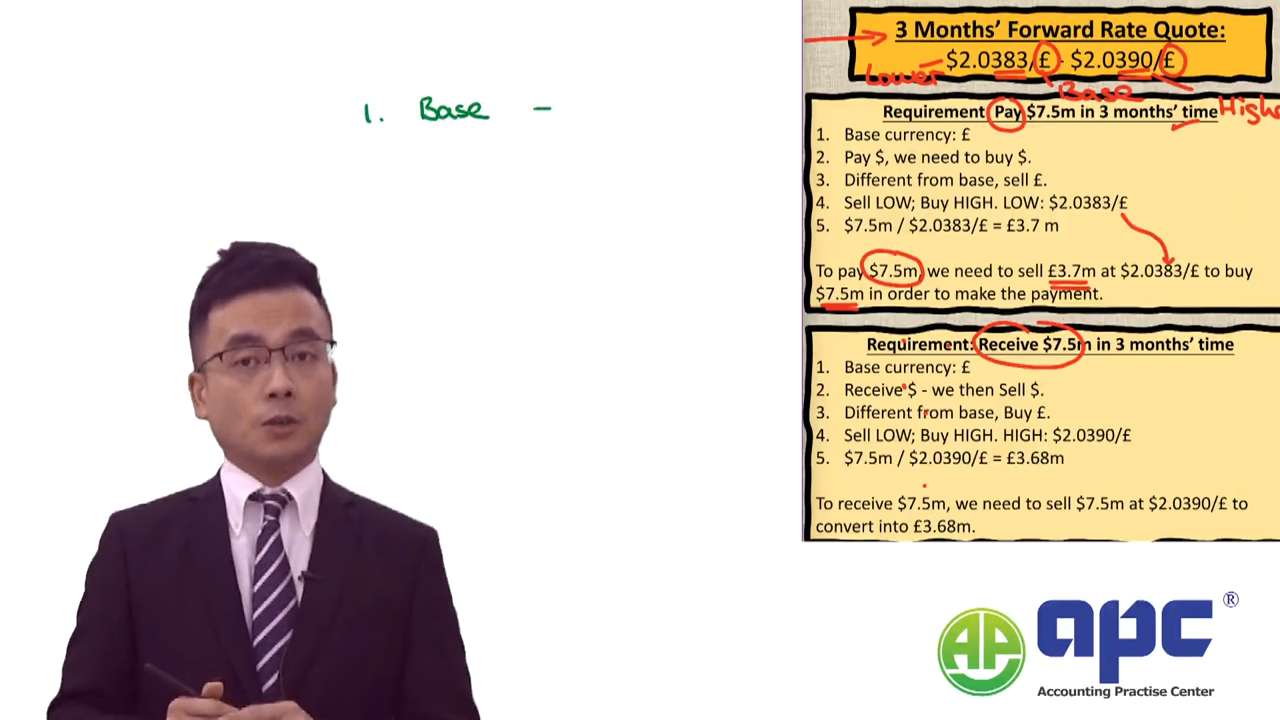 1. Base –
3 Months' Forward Rate Quote:
$2.0383/£ - $2.0390/£
Lower
Base
Highe
Requirement: Pay $7.5m in 3 months' time
1. Base currency: £
2. Pay $, we need to buy $.
3. Different from base, sell £.
4. Sell LOW; Buy HIGH. LOW: $2.0383/£
5. $7.5m / $2.0383/£ = £3.7 m
To pay $7.5m, we need to sell £3.7m at $2.0383/£ to buy
$7.5m in order to make the payment.
Requirement: Receive $7.5m in 3 months' time
1. Base currency: £
2. Receive $ - we then Sell $.
3. Different from base, Buy £.
4. Sell LOW; Buy HIGH. HIGH: $2.0390/£
5. $7.5m / $2.0390/£ = £3.68m
To receive $7.5m, we need to sell $7.5m at $2.0390/£ to
convert into £3.68m.
AP apc ®
Accounting Practise Center